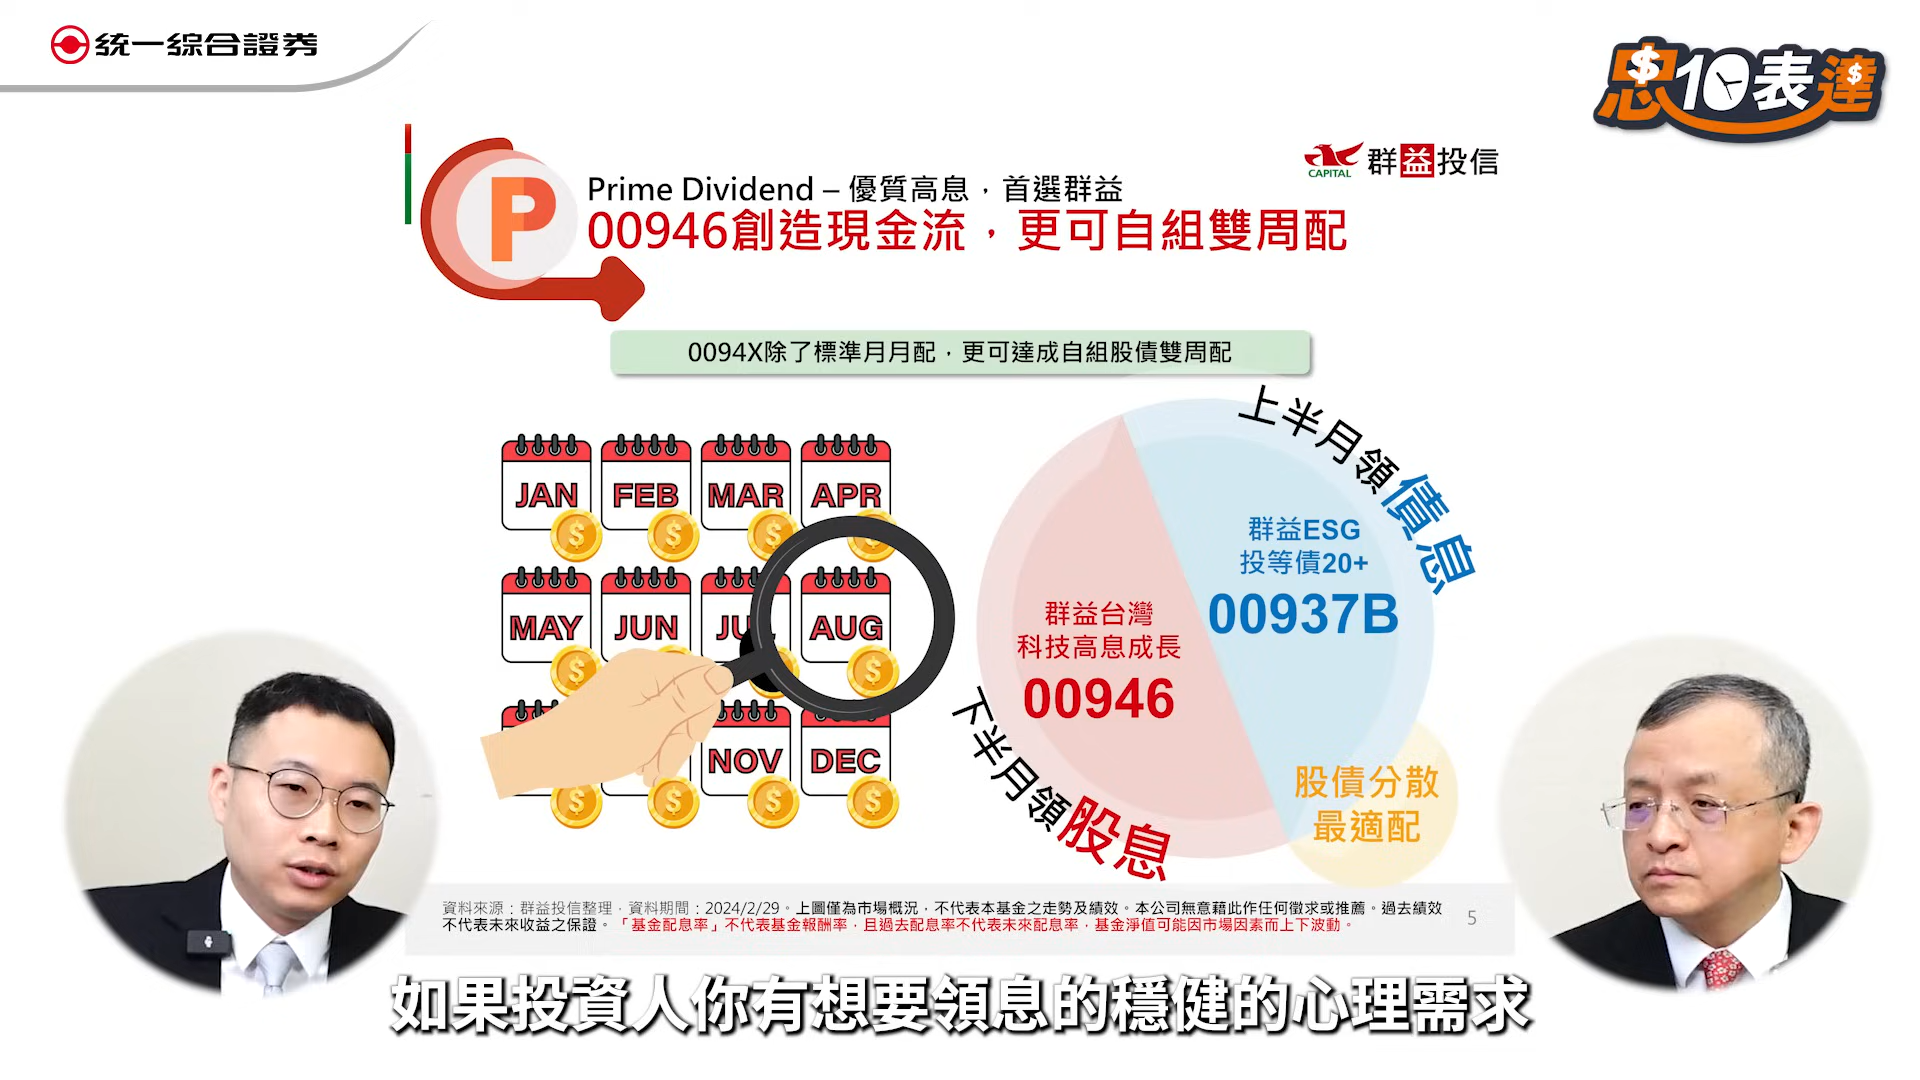 統一綜合證券
忠10表達
CAPITAL 群益投信
P
Prime Dividend – 優質高息，首選群益
00946創造現金流，更可自組雙周配
0094X除了標準月月配，更可達成自組股債雙周配
JAN FEB MAR APR
MAY JUN JUL AUG
NOV DEC
上半月領債息
群益ESG
投等債20+
00937B
群益台灣
科技高息成長
00946
下半月領股息
股債分散
最適配
資料來源：群益投信整理，資料期間：2024/2/29。上圖僅為市場概況，不代表本基金之走勢及績效。本公司無意藉此作任何徵求或推薦。過去績效
不代表未來收益之保證。「基金配息率」不代表基金報酬率，且過去配息率不代表未來配息率，基金淨值可能因市場因素而上下波動。
5
如果投資人你有想要領息的穩健的心理需求